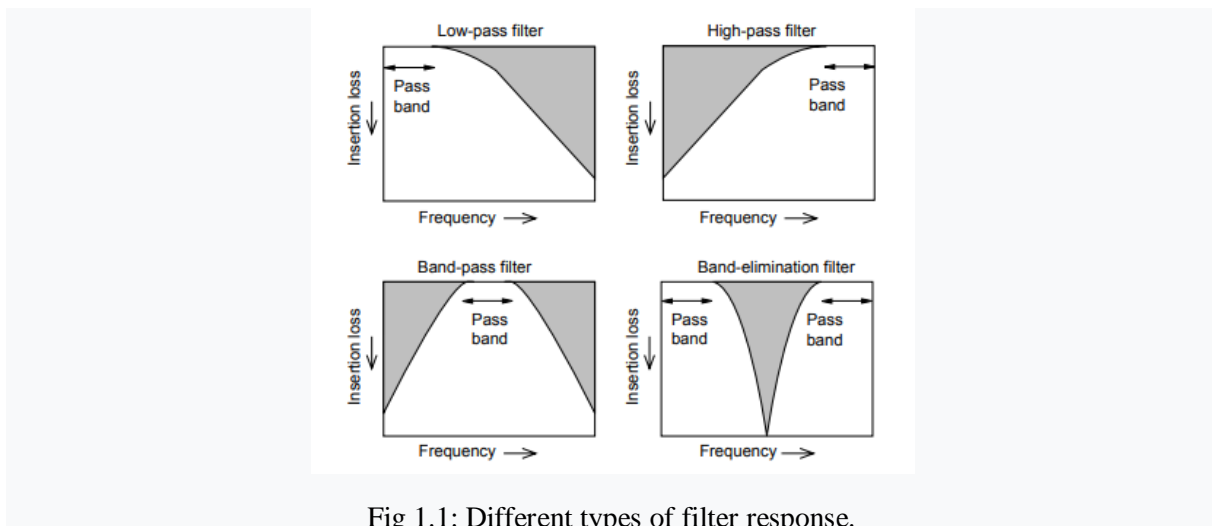 Low-pass filter
Pass
band
Insertion loss
Frequency
High-pass filter
Pass
band
Insertion loss
Frequency
Band-pass filter
Pass
band
Insertion loss
Frequency
Band-elimination filter
Pass
band
Pass
band
Insertion loss
Frequency
Fig 1.1: Different types of filter response.